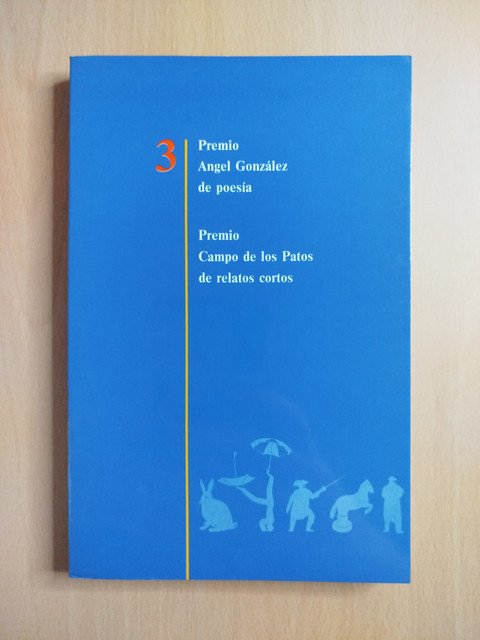 3
Premio
Angel González
de poesía
Premio
Campo de los Patos
de relatos cortos